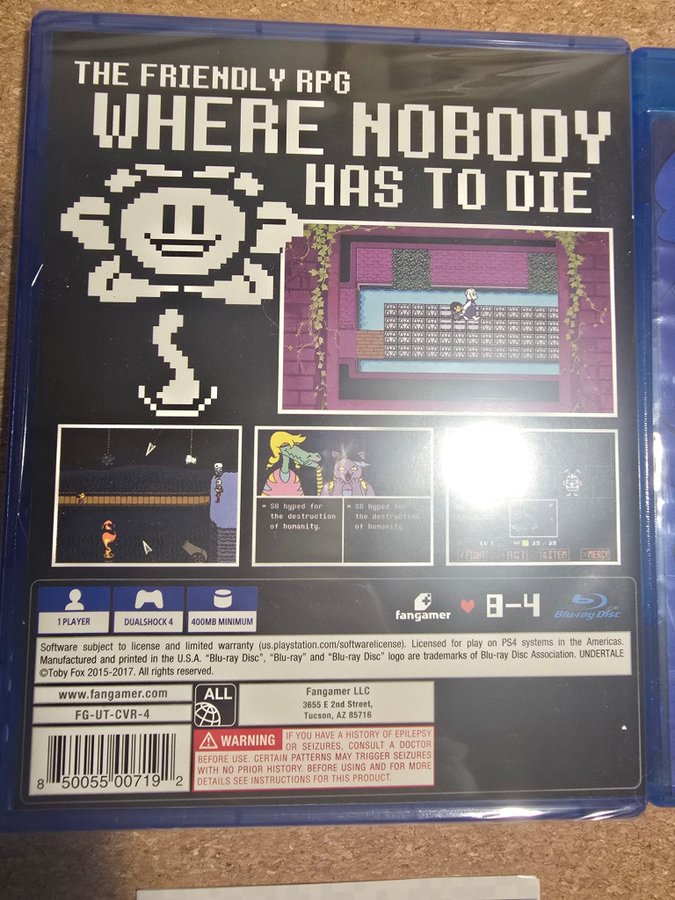 THE FRIENDLY RPG
WHERE NOBODY
HAS TO DIE
* SO hyped for
the destruction
of humanity.
* SO hyped for
the destruction
of humanity.
LV 1
HP 20 / 20
FIGHT ACT ITEM MERCY
1 PLAYER
DUALSHOCK 4
400MB MINIMUM
fangamer
8-4
Blu-ray Disc
Software subject to license and limited warranty (us.playstation.com/softwarelicense). Licensed for play on PS4 systems in the Americas.
Manufactured and printed in the U.S.A. “Blu-ray Disc”, “Blu-ray” and “Blu-ray Disc” logo are trademarks of Blu-ray Disc Association. UNDERTALE
©Toby Fox 2015-2017. All rights reserved.
www.fangamer.com
FG-UT-CVR-4
ALL
Fangamer LLC
3655 E 2nd Street,
Tucson, AZ 85716
WARNING IF YOU HAVE A HISTORY OF EPILEPSY
OR SEIZURES, CONSULT A DOCTOR
BEFORE USE. CERTAIN PATTERNS MAY TRIGGER SEIZURES
WITH NO PRIOR HISTORY. BEFORE USING AND FOR MORE
DETAILS SEE INSTRUCTIONS FOR THIS PRODUCT.
8 50055 00719 2